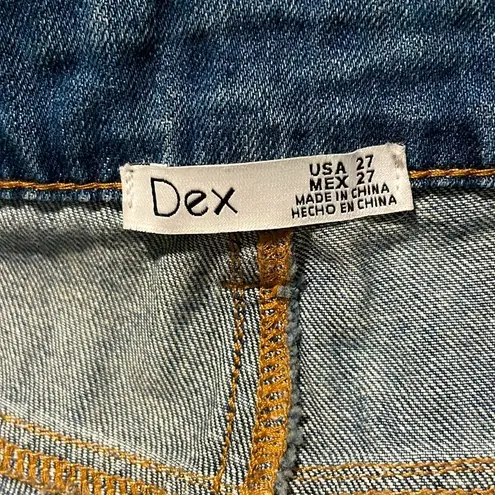 Dex
USA 27
MEX 27
MADE IN CHINA
HECHO EN CHINA